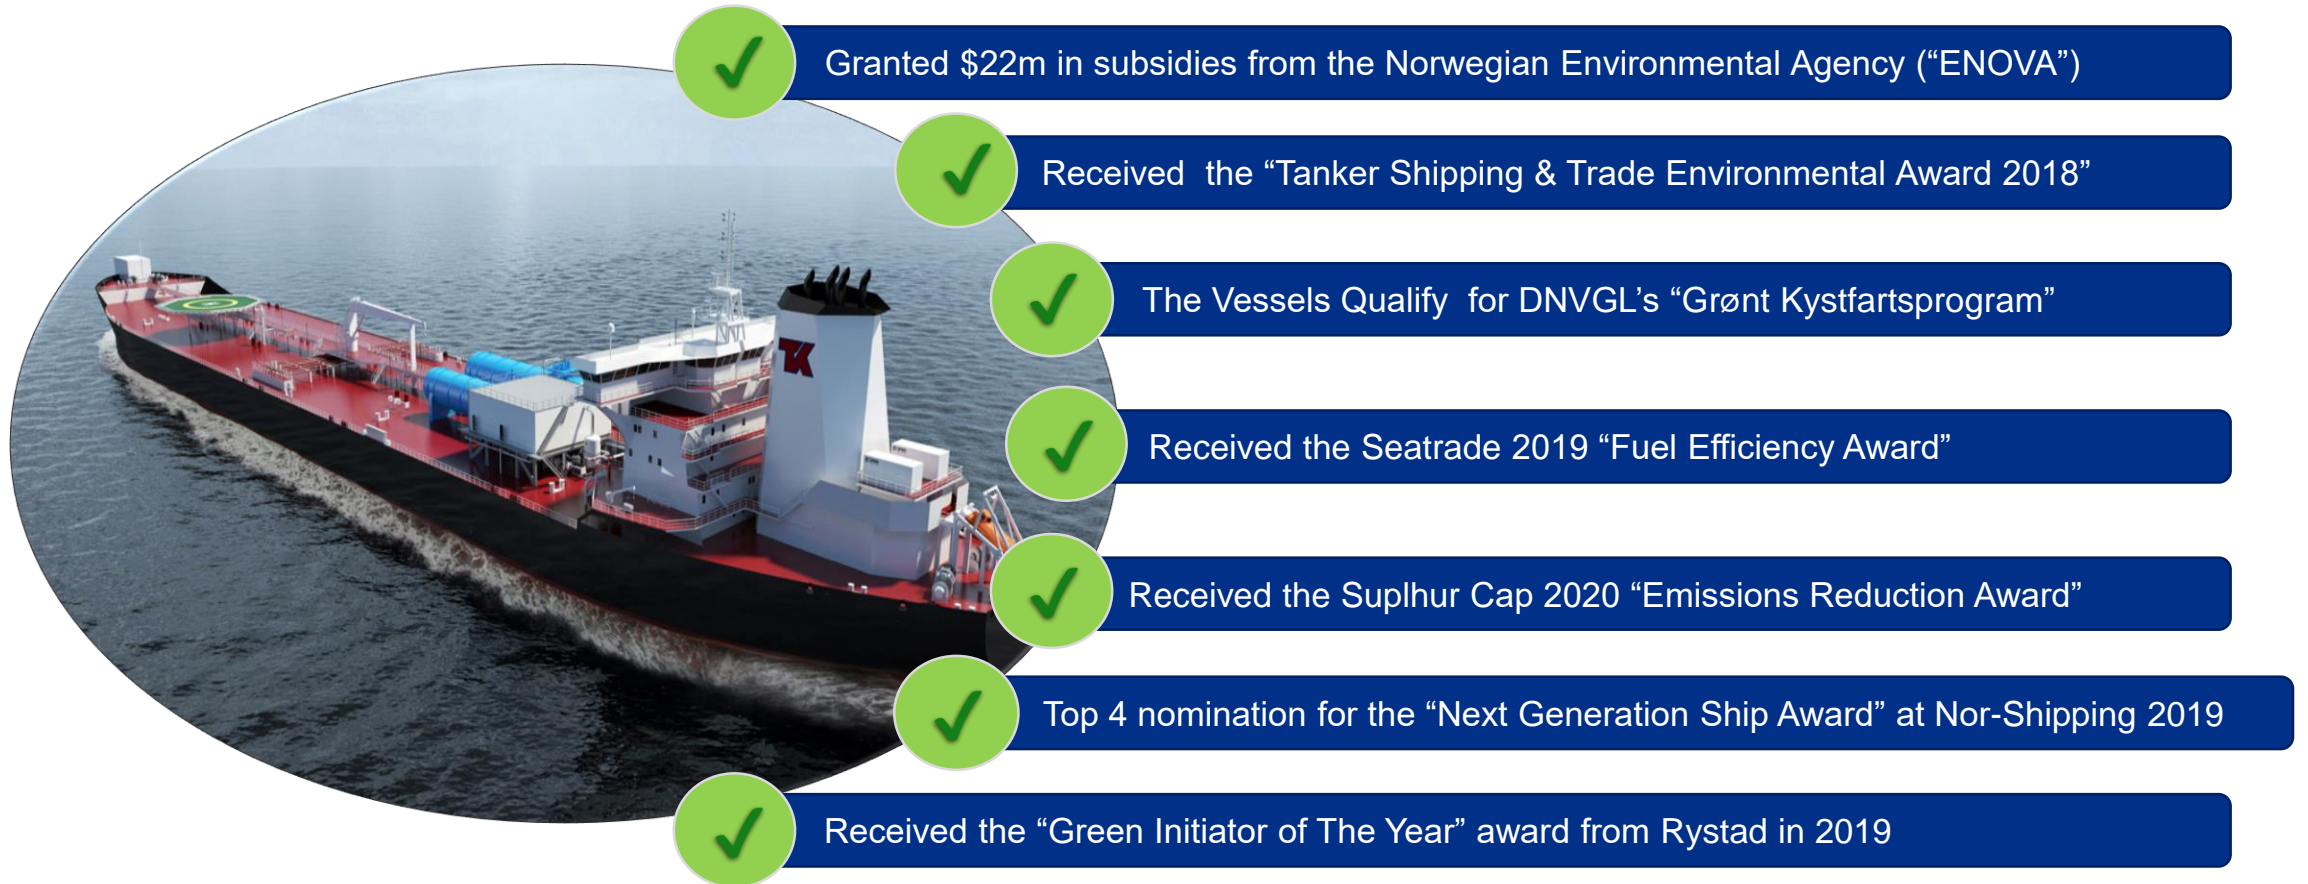 Granted $22m in subsidies from the Norwegian Environmental Agency (“ENOVA”)
Received  the “Tanker Shipping & Trade Environmental Award 2018”
The Vessels Qualify  for DNVGL’s “Grønt Kystfartsprogram”
TK
Received the Seatrade 2019 “Fuel Efficiency Award”
Received the Suplhur Cap 2020 “Emissions Reduction Award”
Top 4 nomination for the “Next Generation Ship Award” at Nor-Shipping 2019
Received the “Green Initiator of The Year” award from Rystad in 2019